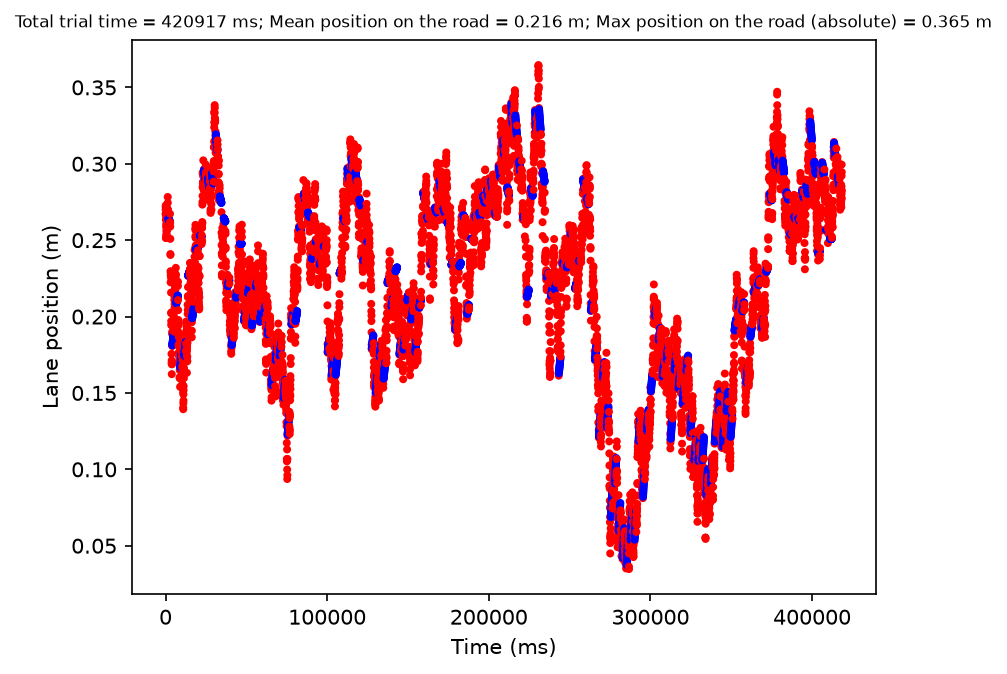 Total trial time = 420917 ms; Mean position on the road = 0.216 m; Max position on the road (absolute) = 0.365 m
0.35
0.30
0.25
0.20
0.15
0.10
0.05
Lane position (m)
0 100000 200000 300000 400000
Time (ms)